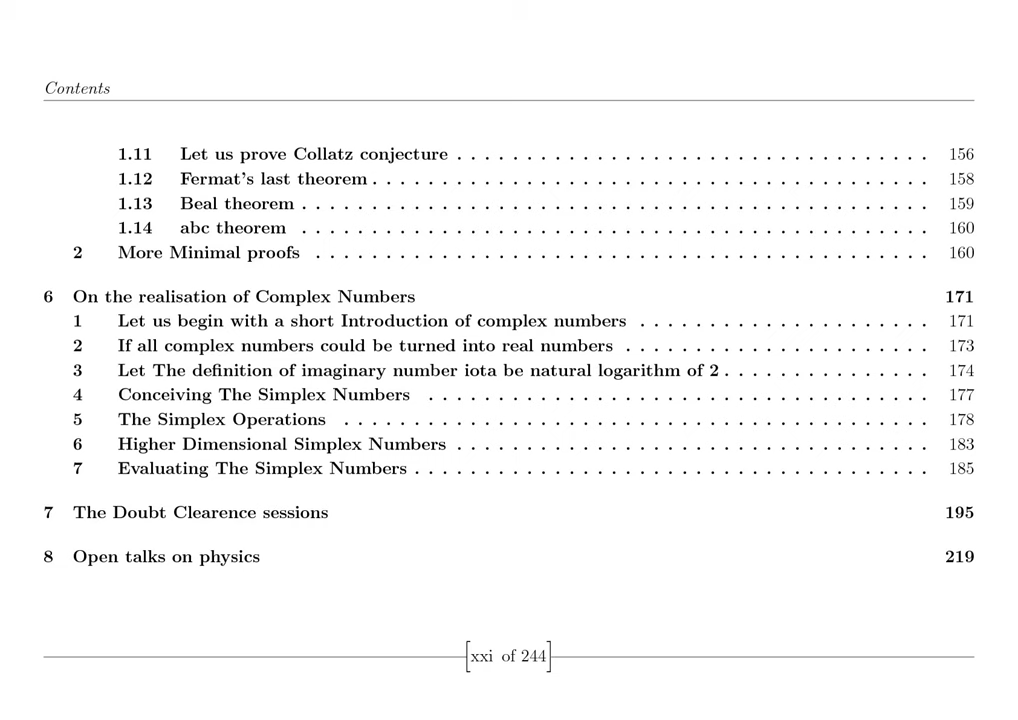 Contents
1.11 Let us prove Collatz conjecture . . . . . . . . . . . . . . . . . . . . . . . . . . . . . . . . . . 156
1.12 Fermat's last theorem . . . . . . . . . . . . . . . . . . . . . . . . . . . . . . . . . . . . . . . . 158
1.13 Beal theorem . . . . . . . . . . . . . . . . . . . . . . . . . . . . . . . . . . . . . . . . . . . . . 159
1.14 abc theorem . . . . . . . . . . . . . . . . . . . . . . . . . . . . . . . . . . . . . . . . . . . . . 160
2 More Minimal proofs . . . . . . . . . . . . . . . . . . . . . . . . . . . . . . . . . . . . . . . . . . . . 160
6 On the realisation of Complex Numbers 171
1 Let us begin with a short Introduction of complex numbers . . . . . . . . . . . . . . . . . . . . . 171
2 If all complex numbers could be turned into real numbers . . . . . . . . . . . . . . . . . . . . . . 173
3 Let The definition of imaginary number iota be natural logarithm of 2 . . . . . . . . . . . . . . . 174
4 Conceiving The Simplex Numbers . . . . . . . . . . . . . . . . . . . . . . . . . . . . . . . . . . . . 177
5 The Simplex Operations . . . . . . . . . . . . . . . . . . . . . . . . . . . . . . . . . . . . . . . . . . 178
6 Higher Dimensional Simplex Numbers . . . . . . . . . . . . . . . . . . . . . . . . . . . . . . . . . . 183
7 Evaluating The Simplex Numbers . . . . . . . . . . . . . . . . . . . . . . . . . . . . . . . . . . . . . 185
7 The Doubt Clearence sessions 195
8 Open talks on physics 219
xxi of 244